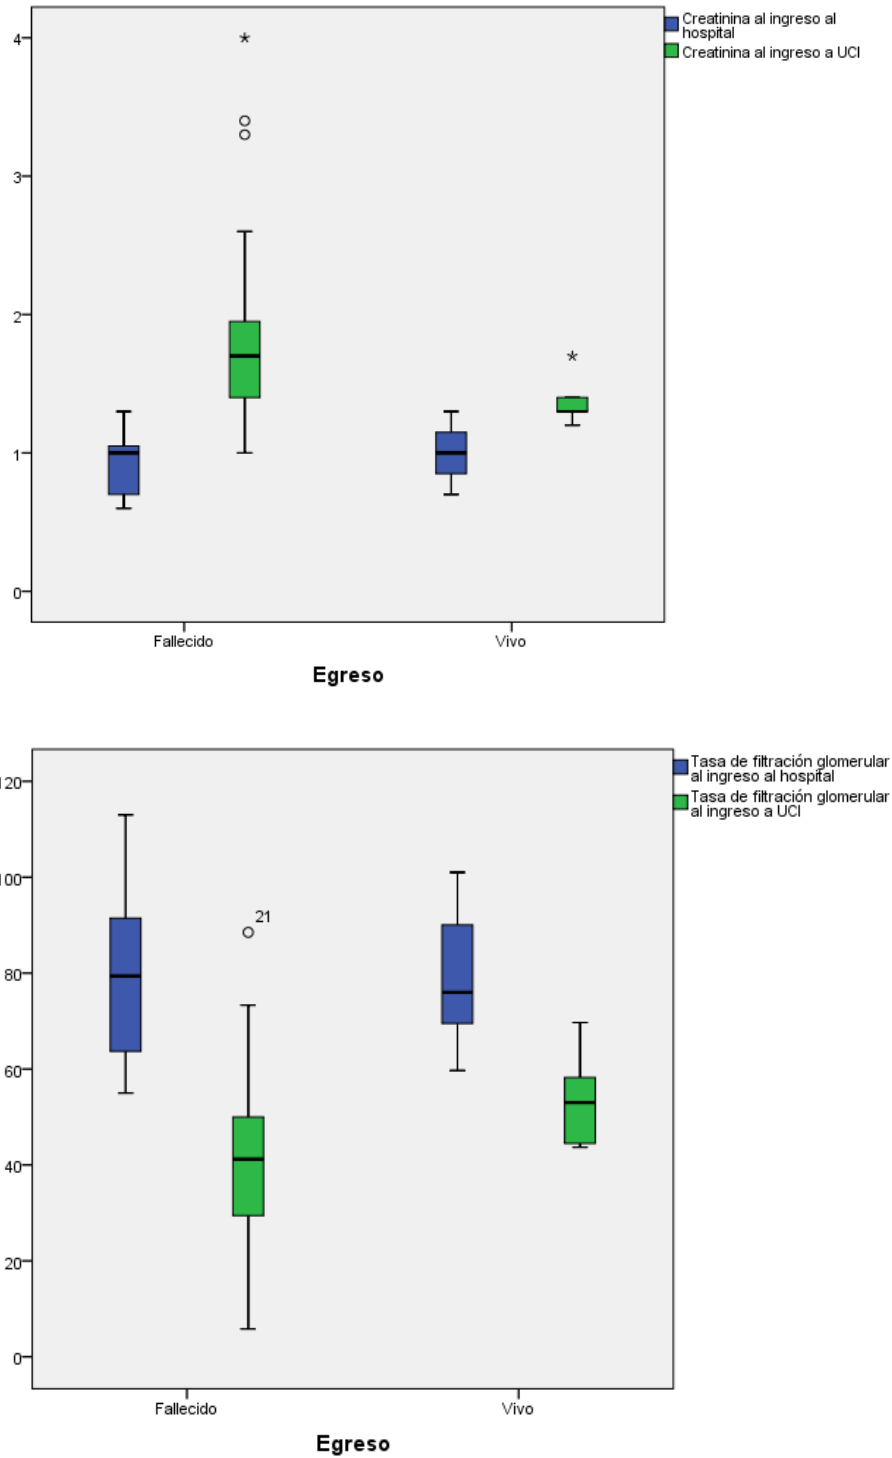 Creatinina al ingreso al
hospital
Creatinina al ingreso a UCI
4
3
2
1
0
Fallecido
Vivo
Egreso
Tasa de filtración glomerular
al ingreso al hospital
Tasa de filtración glomerular
al ingreso a UCI
120
100
80
60
40
20
0
21
Fallecido
Vivo
Egreso